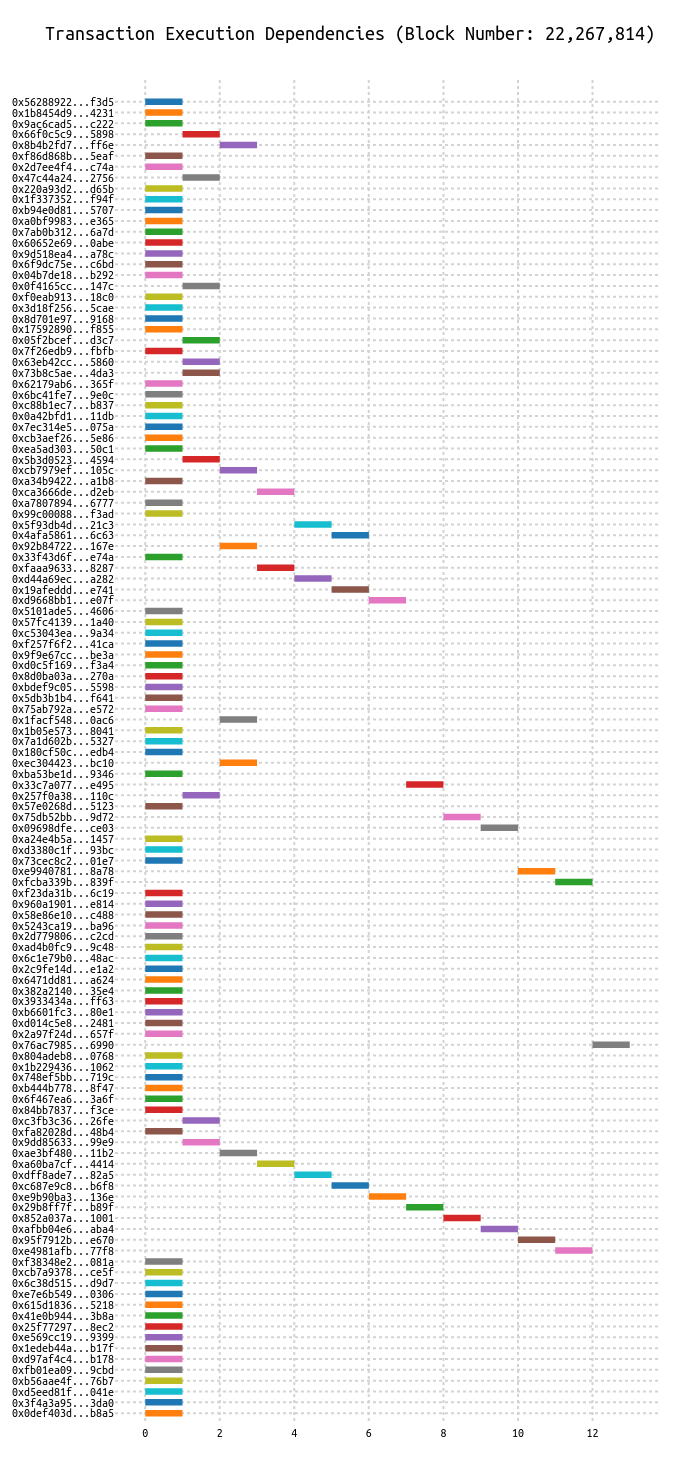 Transaction Execution Dependencies (Block Number: 22,267,814)
0x56288922...f3d5
0x1b8454d9...4231
0x9ac6cad5...c222
0x66f0c5c9...5898
0x8b4b2fd7...ff6e
0xf86d868b...5eaf
0x2d7ee4f4...c74a
0x47c44a24...2756
0x220a93d2...d65b
0x1f337352...f94f
0xb94e0d81...5707
0xa0bf9983...e365
0x7ab0b312...6a7d
0x60652e69...0abe
0x9d518ea4...a78c
0x6f9dc75e...c6bd
0x04b7de18...b292
0x0f4165cc...147c
0xf0eab913...18c0
0x3d18f256...5cae
0x8d701e97...9168
0x17592890...f855
0x05f2bcef...d3c7
0x7f26edb9...fbfb
0x63eb42cc...5860
0x73b8c5ae...4da3
0x62179ab6...365f
0x6bc41fe7...9e0c
0xc88b1ec7...b837
0x0a42bfd1...11db
0x7ec314e5...075a
0xcb3aef26...5e86
0xea5ad303...50c1
0x5b3d0523...4594
0xcb7979ef...105c
0xa34b9422...a1b8
0xca3666de...d2eb
0xa7807894...6777
0x99c00088...f3ad
0x5f93db4d...21c3
0x4afa5861...6c63
0x92b84722...167e
0x33f43d6f...e74a
0xfaaa9633...8287
0xd44a69ec...a282
0x19afeddd...e741
0xd9668bb1...e07f
0x5101ade5...4606
0x57fc4139...1a40
0xc53043ea...9a34
0xf257f6f2...41ca
0x9f9e67cc...be3a
0xd0c5f169...f3a4
0x8d0ba03a...270a
0xbdef9c05...5598
0x5db3b1b4...f641
0x75ab792a...e572
0x1facf548...0ac6
0x1b05e573...8041
0x7a1d602b...5327
0x180cf50c...edb4
0xec304423...bc10
0xba53be1d...9346
0x33c7a077...e495
0x257f0a38...110c
0x57e0268d...5123
0x75db52bb...9d72
0x09698dfe...ce03
0xa24e4b5a...1457
0xd3380c1f...93bc
0x73cec8c2...01e7
0xe9940781...8a78
0xfcba339b...839f
0xf23da31b...6c19
0x960a1901...e814
0x58e86e10...c488
0x5243ca19...ba96
0x2d779806...c2cd
0xad4b0fc9...9c48
0x6c1e79b0...48ac
0x2c9fe14d...e1a2
0x6471dd81...a624
0x382a2140...35e4
0x3933434a...ff63
0xb6601fc3...80e1
0xd014c5e8...2481
0x2a97f24d...657f
0x76ac7985...6990
0x804adeb8...0768
0x1b229436...1062
0x748ef5bb...719c
0xb444b778...8f47
0x6f467ea6...3a6f
0x84bb7837...f3ce
0xc3fb3c36...26fe
0xfa82028d...48b4
0x9dd85633...99e9
0xae3bf480...11b2
0xa60ba7cf...4414
0xdff8ade7...82a5
0xc687e9c8...b6f8
0xe9b90ba3...136e
0x29b8ff7f...b89f
0x852a037a...1001
0xafbb04e6...aba4
0x95f7912b...e670
0xe4981afb...77f8
0xf38348e2...081a
0xcb7a9378...ce5f
0x6c38d515...d9d7
0xe7e6b549...0306
0x615d1836...5218
0x41e0b944...3b8a
0x25f77297...8ec2
0xe569cc19...9399
0x1edeb44a...b17f
0xd97af4c4...b178
0xfb01ea09...9cbd
0xb56aae4f...76b7
0xd5eed81f...041e
0x3f4a3a95...3da0
0x0def403d...b8a5
0 2 4 6 8 10 12